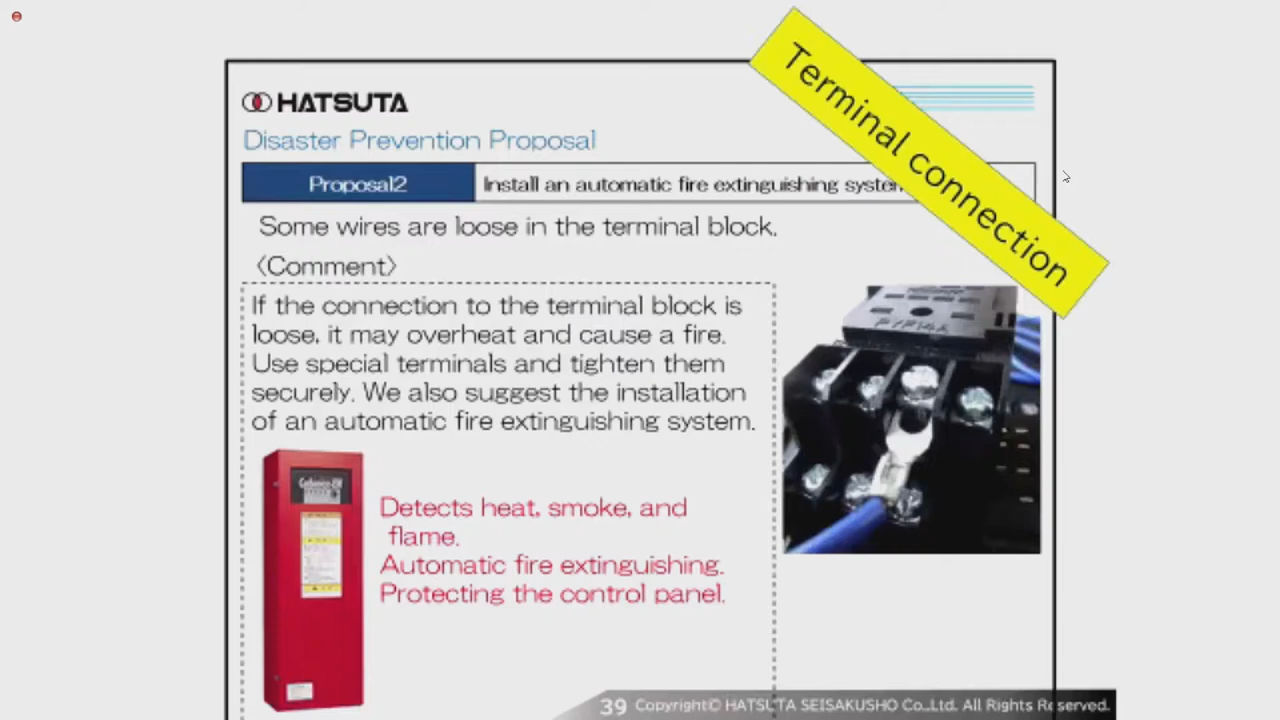 HATSUTA
Terminal connection
Disaster Prevention Proposal
Proposal2
Install an automatic fire extinguishing system
Some wires are loose in the terminal block.
〈Comment〉
If the connection to the terminal block is
loose, it may overheat and cause a fire.
Use special terminals and tighten them
securely. We also suggest the installation
of an automatic fire extinguishing system.
Detects heat, smoke, and
flame.
Automatic fire extinguishing.
Protecting the control panel.
39 Copyright© HATSUTA SEISAKUSHO Co.,Ltd. All Rights Reserved.